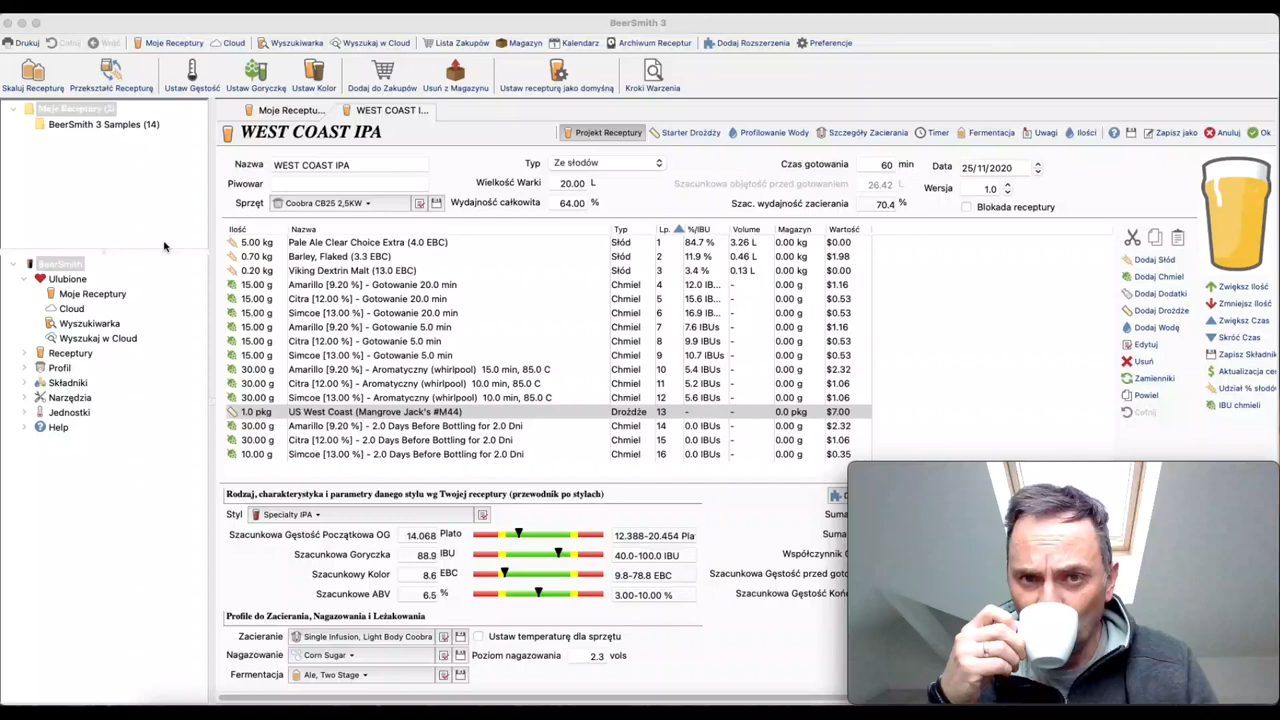 BeerSmith 3
Drukuj Cofnij Wróć Moje Receptury Cloud Wyszukiwarka Wyszukaj w Cloud Lista Zakupów Magazyn Kalendarz Archiwum Receptur Dodaj Rozszerzenia Preferencje
Skaluj Recepturę Przekształć Recepturę Ustaw Gęstość Ustaw Goryczkę Ustaw Kolor Dodaj do Zakupów Usuń z Magazynu Ustaw recepturę jako domyślną Kroki Warzenia
Moje Receptury
BeerSmith 3 Samples (14)
BeerSmith
Ulubione
Moje Receptury
Cloud
Wyszukiwarka
Wyszukaj w Cloud
Receptury
Profil
Składniki
Narzędzia
Jednostki
Help
Moje Receptu... WEST COAST I...
WEST COAST IPA Projekt Receptury Starter Drożdży Profilowanie Wody Szczegóły Zacierania Timer Fermentacja Uwagi Ilości Zapisz jako Anuluj Ok
Nazwa WEST COAST IPA Typ Ze słodów Czas gotowania 60 min Data 25/11/2020
Piwowar Wielkość Warki 20.00 L Szacunkowa objętość przed gotowaniem 26.42 L Wersja 1.0
Sprzęt Coobra CB25 2,5KW Wydajność całkowita 64.00 % Szac. wydajność zacierania 70.4 % Blokada receptury
Ilość Nazwa Typ Lp. %/IBU Volume Magazyn Wartość
5.00 kg Pale Ale Clear Choice Extra (4.0 EBC) Słód 1 84.7 % 3.26 L 0.00 kg $0.00
0.70 kg Barley, Flaked (3.3 EBC) Słód 2 11.9 % 0.46 L 0.00 kg $1.98
0.20 kg Viking Dextrin Malt (13.0 EBC) Słód 3 3.4 % 0.13 L 0.00 kg $0.00
15.00 g Amarillo [9.20 %] - Gotowanie 20.0 min Chmiel 4 12.0 IB... - 0.00 g $1.16
15.00 g Citra [12.00 %] - Gotowanie 20.0 min Chmiel 5 15.6 IB... - 0.00 g $0.53
15.00 g Simcoe [13.00 %] - Gotowanie 20.0 min Chmiel 6 16.9 IB... - 0.00 g $0.53
15.00 g Amarillo [9.20 %] - Gotowanie 5.0 min Chmiel 7 7.6 IBUs - 0.00 g $1.16
15.00 g Citra [12.00 %] - Gotowanie 5.0 min Chmiel 8 9.9 IBUs - 0.00 g $0.53
15.00 g Simcoe [13.00 %] - Gotowanie 5.0 min Chmiel 9 10.7 IBUs - 0.00 g $0.53
30.00 g Amarillo [9.20 %] - Aromatyczny (whirlpool) 15.0 min, 85.0 C Chmiel 10 5.4 IBUs - 0.00 g $2.32
30.00 g Citra [12.00 %] - Aromatyczny (whirlpool) 10.0 min, 85.0 C Chmiel 11 5.2 IBUs - 0.00 g $1.06
30.00 g Simcoe [13.00 %] - Aromatyczny (whirlpool) 10.0 min, 85.0 C Chmiel 12 5.6 IBUs - 0.00 g $1.06
1.0 pkg US West Coast (Mangrove Jack's #M44) Drożdże 13 - - 0.0 pkg $7.00
30.00 g Amarillo [9.20 %] - 2.0 Days Before Bottling for 2.0 Dni Chmiel 14 0.0 IBUs - 0.00 g $2.32
30.00 g Citra [12.00 %] - 2.0 Days Before Bottling for 2.0 Dni Chmiel 15 0.0 IBUs - 0.00 g $1.06
10.00 g Simcoe [13.00 %] - 2.0 Days Before Bottling for 2.0 Dni Chmiel 16 0.0 IBUs - 0.00 g $0.35
Dodaj Słód
Dodaj Chmiel
Dodaj Dodatki
Dodaj Drożdże
Dodaj Wodę
Edytuj
Usuń
Zamienniki
Powiel
Cofnij
Zwiększ Ilość
Zmniejsz Ilość
Zwiększ Czas
Skróć Czas
Zapisz Składnik
Aktualizacja cen
Udział % słodów
IBU chmieli
Rodzaj, charakterystyka i parametry danego stylu wg Twojej receptury (przewodnik po stylach)
Styl Specialty IPA Suma
Szacunkowa Gęstość Początkowa OG 14.068 Plato 12.388-20.454 Pla Suma
Szacunkowa Goryczka 88.9 IBU 40.0-100.0 IBU Współczynnik
Szacunkowy Kolor 8.6 EBC 9.8-78.8 EBC Szacunkowa Gęstość przed goto
Szacunkowe ABV 6.5 % 3.00-10.00 % Szacunkowa Gęstość Końc
Profile do Zacierania, Nagazowania i Leżakowania
Zacieranie Single Infusion, Light Body Coobra Ustaw temperaturę dla sprzętu
Nagazowanie Corn Sugar Poziom nagazowania 2.3 vols
Fermentacja Ale, Two Stage